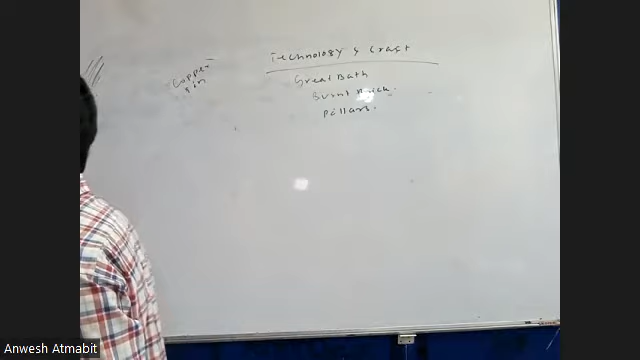 Technology & Craft
Great Bath
Burnt Brick.
Pillars.
Copper
Anwesh Atmabit